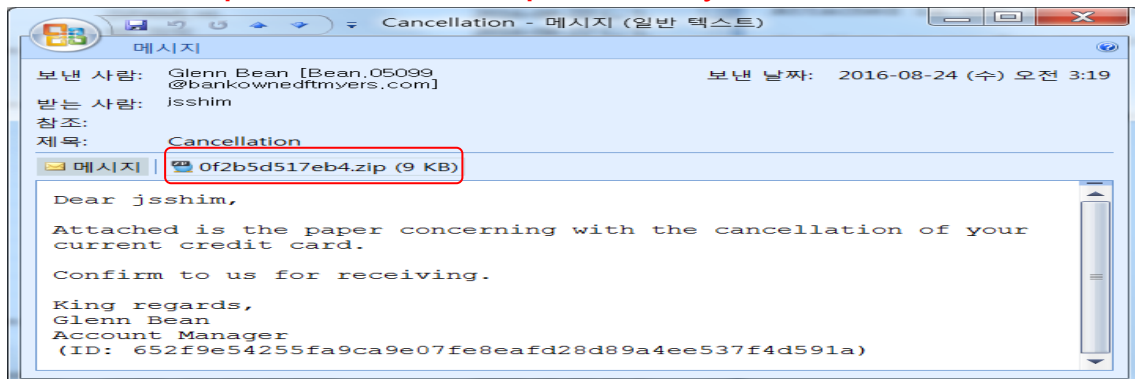 Cancellation - 메시지 (일반 텍스트)
메시지
보낸 사람: Glenn Bean [Bean.05099
@bankownedftmyers.com]
보낸 날짜: 2016-08-24 (수) 오전 3:19
받는 사람: jsshim
참조:
제목: Cancellation
메시지 0f2b5d517eb4.zip (9 KB)
Dear jsshim,
Attached is the paper concerning with the cancellation of your
current credit card.
Confirm to us for receiving.
King regards,
Glenn Bean
Account Manager
(ID: 652f9e54255fa9ca9e07fe8eafd28d89a4ee537f4d591a)